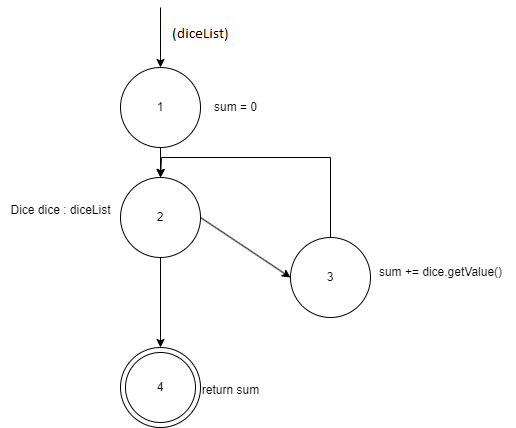 (diceList)
1
sum = 0
Dice dice : diceList
2
3
sum += dice.getValue()
4
return sum